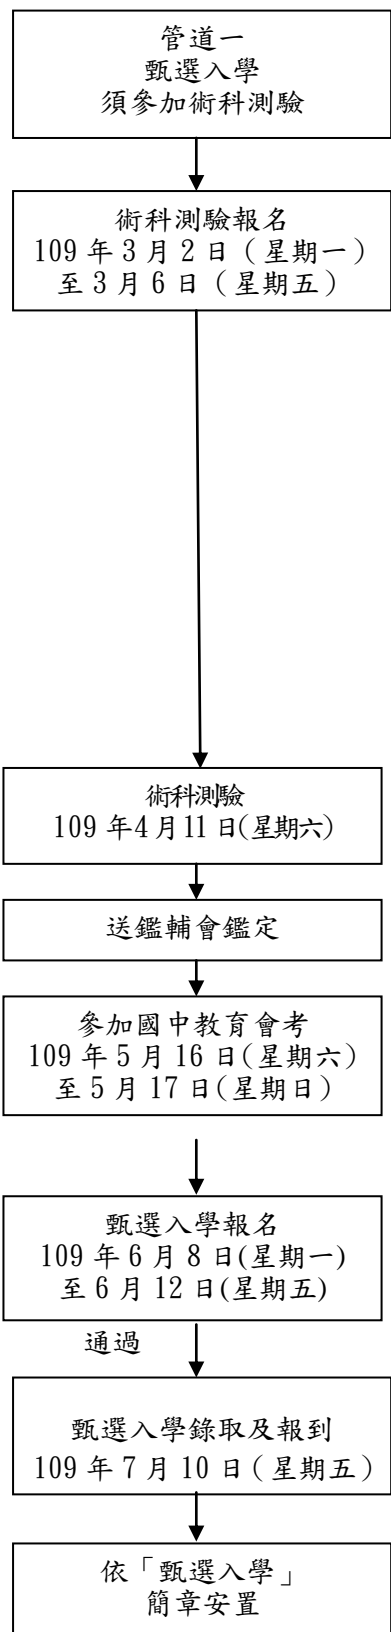 管道一
甄選入學
須參加術科測驗
術科測驗報名
109 年 3 月 2 日（星期一）
至 3 月 6 日（星期五）
術科測驗
109 年4 月 11 日(星期六)
送鑑輔會鑑定
參加國中教育會考
109 年 5 月 16 日(星期六)
至 5 月 17 日(星期日)
甄選入學報名
109 年 6 月 8 日(星期一)
至 6 月 12 日(星期五)
通過
甄選入學錄取及報到
109 年 7 月 10 日（星期五）
依「甄選入學」
簡章安置